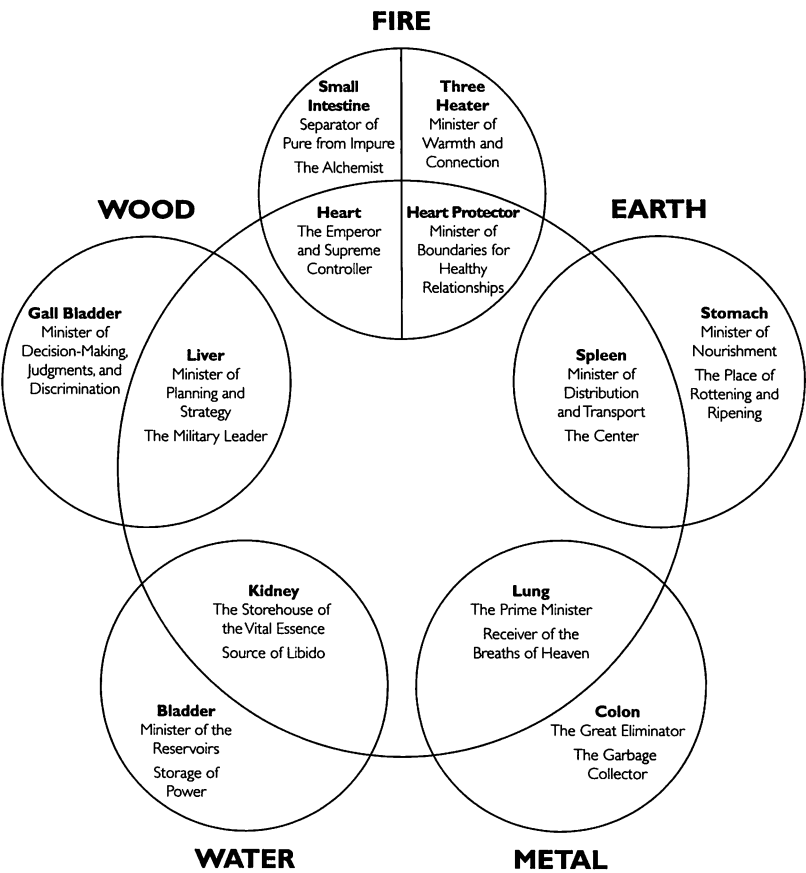 FIRE
Small
Intestine
Separator of
Pure from Impure
The Alchemist
Three
Heater
Minister of
Warmth and
Connection
Heart
The Emperor
and Supreme
Controller
Heart Protector
Minister of
Boundaries for
Healthy
Relationships
WOOD
Gall Bladder
Minister of
Decision-Making,
Judgments, and
Discrimination
Liver
Minister of
Planning and
Strategy
The Military Leader
EARTH
Spleen
Minister of
Distribution
and Transport
The Center
Stomach
Minister of
Nourishment
The Place of
Rottening and
Ripening
Kidney
The Storehouse of
the Vital Essence
Source of Libido
Bladder
Minister of the
Reservoirs
Storage of
Power
WATER
Lung
The Prime Minister
Receiver of the
Breaths of Heaven
Colon
The Great Eliminator
The Garbage
Collector
METAL